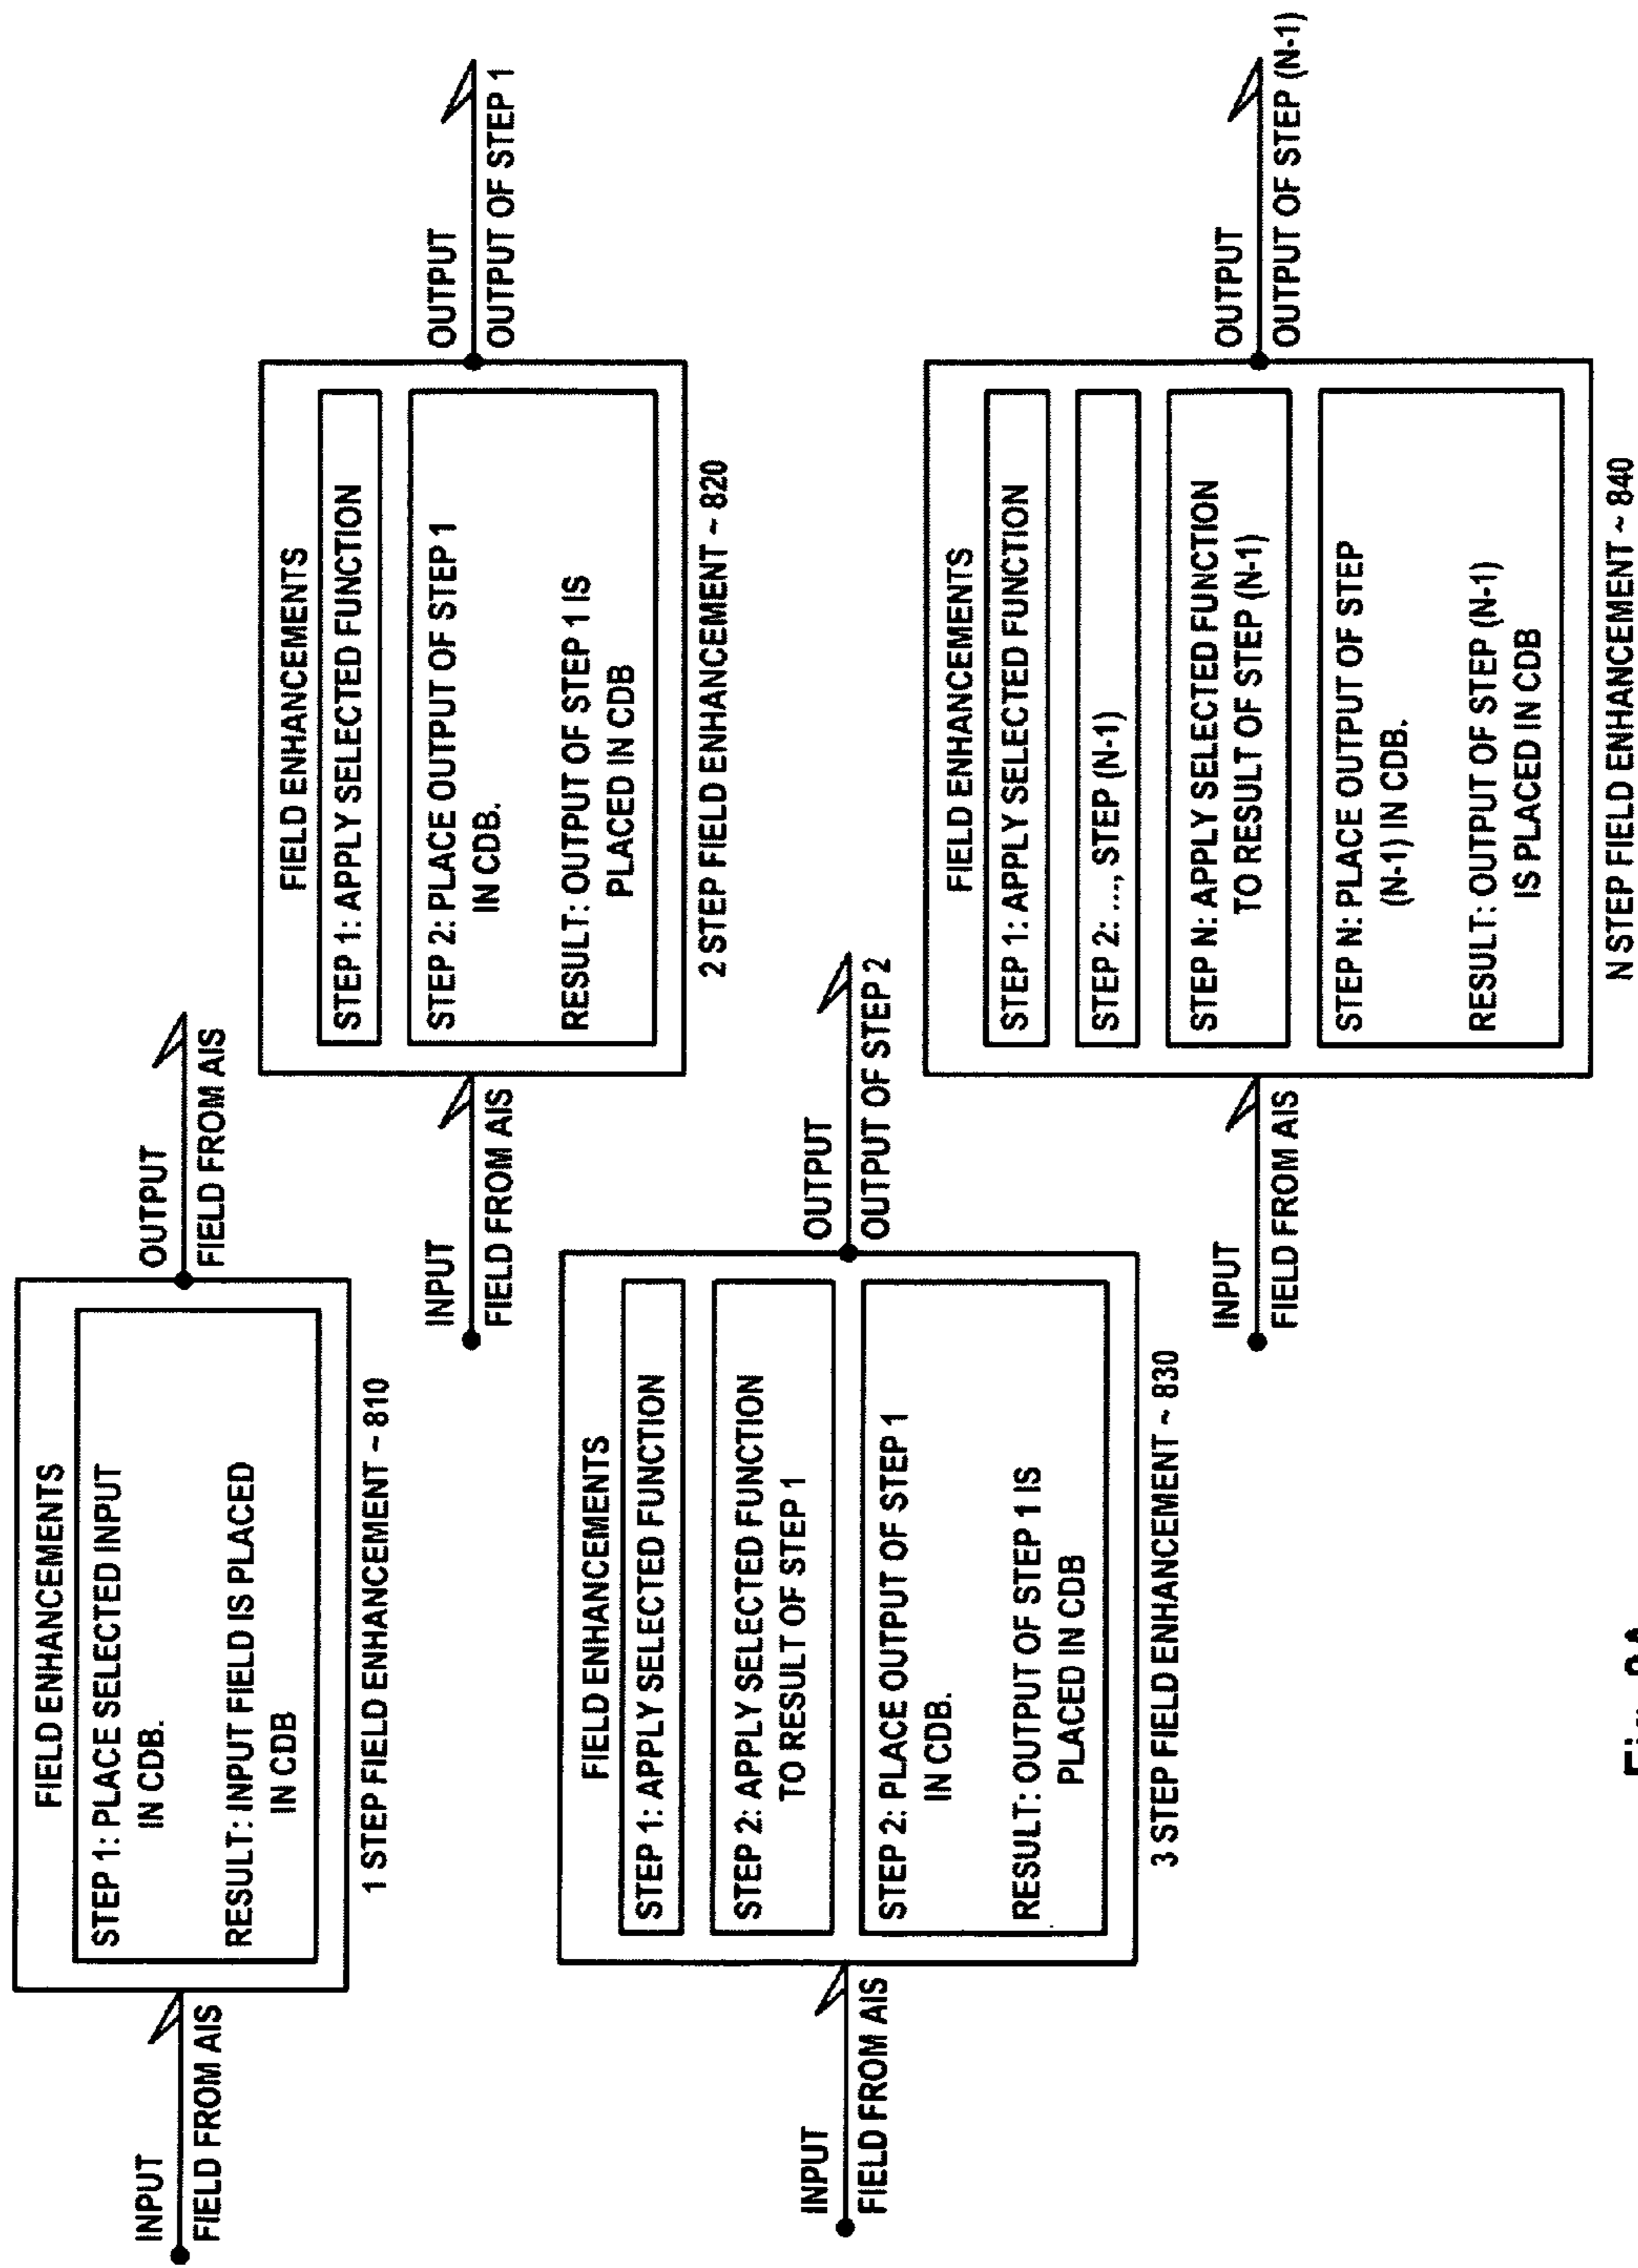 INPUT
FIELD FROM AIS
FIELD ENHANCEMENTS
STEP 1: PLACE SELECTED INPUT
IN CDB.
RESULT: INPUT FIELD IS PLACED
IN CDB
1 STEP FIELD ENHANCEMENT ~ 810
OUTPUT
FIELD FROM AIS
INPUT
FIELD FROM AIS
FIELD ENHANCEMENTS
STEP 1: APPLY SELECTED FUNCTION
STEP 2: PLACE OUTPUT OF STEP 1
IN CDB.
RESULT: OUTPUT OF STEP 1 IS
PLACED IN CDB
2 STEP FIELD ENHANCEMENT ~ 820
OUTPUT
OUTPUT OF STEP 1
INPUT
FIELD FROM AIS
FIELD ENHANCEMENTS
STEP 1: APPLY SELECTED FUNCTION
STEP 2: APPLY SELECTED FUNCTION
TO RESULT OF STEP 1
STEP 2: PLACE OUTPUT OF STEP 1
IN CDB.
RESULT: OUTPUT OF STEP 1 IS
PLACED IN CDB
3 STEP FIELD ENHANCEMENT ~ 830
OUTPUT
OUTPUT OF STEP 2
INPUT
FIELD FROM AIS
FIELD ENHANCEMENTS
STEP 1: APPLY SELECTED FUNCTION
STEP 2: ...., STEP (N-1)
STEP N: APPLY SELECTED FUNCTION
TO RESULT OF STEP (N-1)
STEP N: PLACE OUTPUT OF STEP
(N-1) IN CDB.
RESULT: OUTPUT OF STEP (N-1)
IS PLACED IN CDB
N STEP FIELD ENHANCEMENT ~ 840
OUTPUT
OUTPUT OF STEP (N-1)